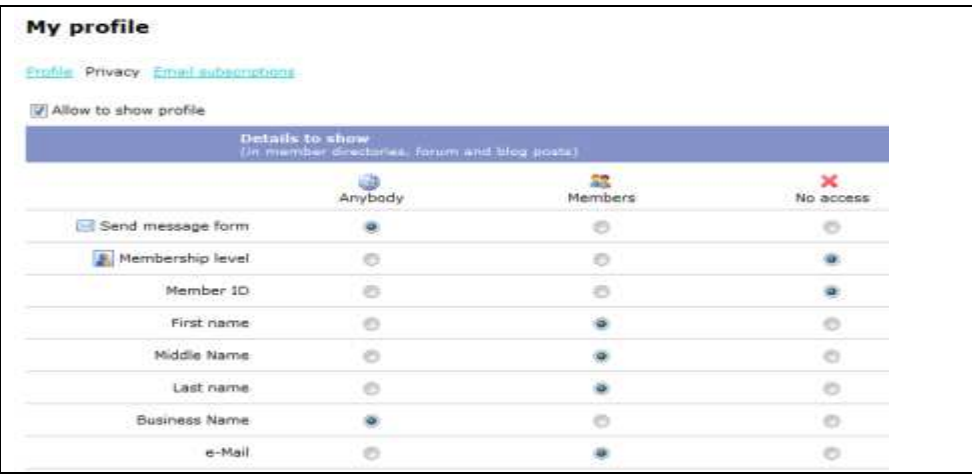 My profile
Profile Privacy Email subscriptions
Allow to show profile
Details to show
(in member directories, forum and blog posts)
Anybody Members No access
Send message form
Membership level
Member ID
First name
Middle Name
Last name
Business Name
e-Mail